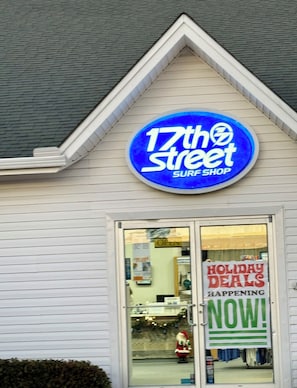 17th
Street
SURF SHOP
HOLIDAY
DEALS
HAPPENING
NOW!